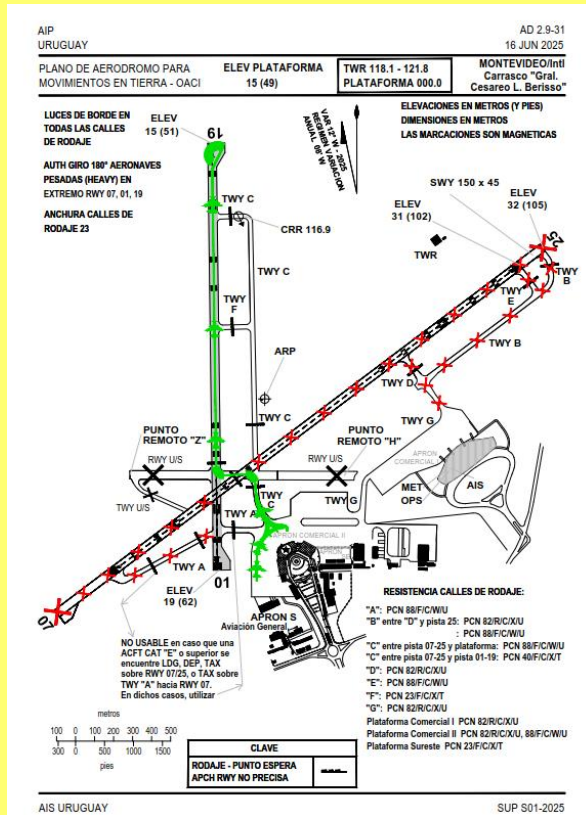 AIP
URUGUAY
AD 2.9-31
16 JUN 2025
PLANO DE AERODROMO PARA
MOVIMIENTOS EN TIERRA - OACI
ELEV PLATAFORMA
15 (49)
TWR 118.1 - 121.8
PLATAFORMA 000.0
MONTEVIDEO/Intl
Carrasco "Gral.
Cesareo L. Berisso"
LUCES DE BORDE EN
TODAS LAS CALLES
DE RODAJE
AUTH GIRO 180° AERONAVES
PESADAS (HEAVY) EN
EXTREMO RWY 07, 01, 19
ANCHURA CALLES DE
RODAJE 23
ELEV
15 (51)
19
VAR 12° W - 2025
REGIMEN VARIACION
ANUAL 08' W
ELEVACIONES EN METROS (Y PIES)
DIMENSIONES EN METROS
LAS MARCACIONES SON MAGNETICAS
SWY 150 x 45
ELEV
31 (102)
ELEV
32 (105)
25
TWY C
CRR 116.9
TWR
TWY C
TWY
E
TWY
B
TWY
F
TWY B
ARP
TWY D
TWY C
TWY G
PUNTO
REMOTO "Z"
PUNTO
REMOTO "H"
RWY U/S
RWY U/S
APRON
COMERCIAL I
MET
OPS
AIS
TWY U/S
TWY A
TWY
C
TWY G
APRON COMERCIAL II
TWY A
07
ELEV
19 (62)
01
APRON S
Aviación General
NO USABLE en caso que una
ACFT CAT "E" o superior se
encuentre LDG, DEP, TAX
sobre RWY 07/25, o TAX sobre
TWY "A" hacia RWY 07.
En dichos casos, utilizar
RESISTENCIA CALLES DE RODAJE:
"A": PCN 88/F/C/W/U
"B" entre "D" y pista 25: PCN 82/R/C/X/U
: PCN 88/F/C/W/U
"C" entre pista 07-25 y plataforma: PCN 88/F/C/W/U
"C" entre pista 07-25 y pista 01-19: PCN 40/F/C/X/T
"D": PCN 82/R/C/X/U
"E": PCN 88/F/C/W/U
"F": PCN 23/F/C/X/T
"G": PCN 82/R/C/X/U
Plataforma Comercial I PCN 82/R/C/X/U
Plataforma Comercial II PCN 82/R/C/X/U, 88/F/C/W/U
Plataforma Sureste PCN 23/F/C/X/T
metros
100 0 100 200 300 400 500
300 0 500 1000 1500
pies
CLAVE
RODAJE - PUNTO ESPERA
APCH RWY NO PRECISA
AIS URUGUAY
SUP S01-2025